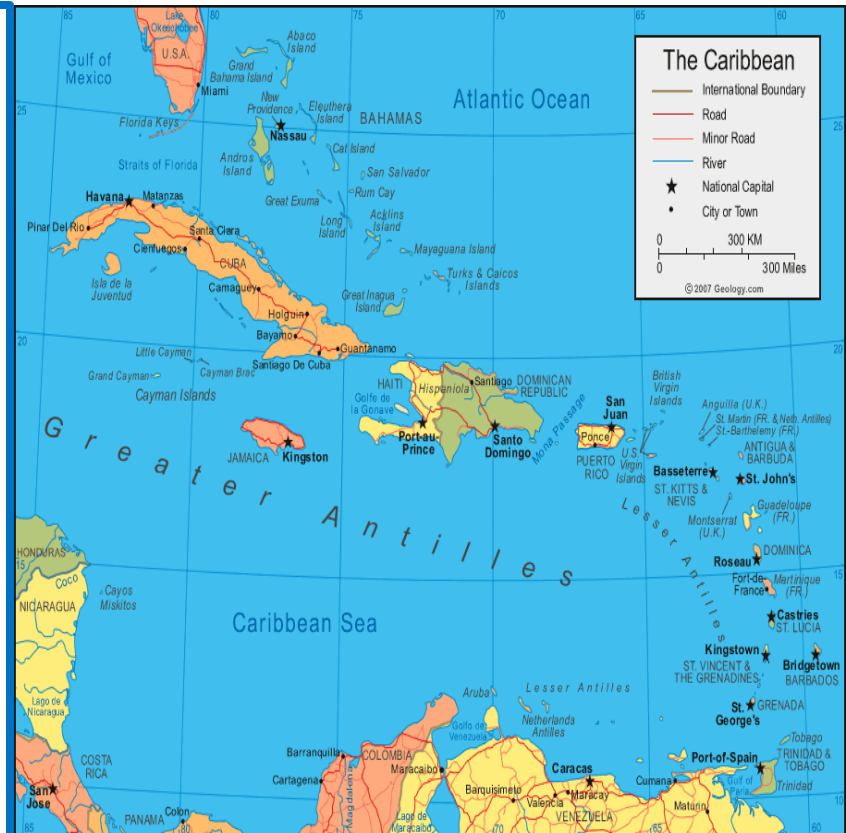 85
80
75
70
65
Lake
Okeechobee
U.S.A.
Gulf of
Mexico
Miami
Florida Keys
Straits of Florida
Abaco
Island
Grand
Bahama Island
New
Providence
Eleuthera
Island
BAHAMAS
Nassau
Andros
Island
Cat Island
San Salvador
Rum Cay
Great Exuma
Long
Island
Acklins
Island
Mayaguana Island
Turks & Caicos
Islands
Great Inagua
Island
Atlantic Ocean
The Caribbean
International Boundary
Road
Minor Road
River
National Capital
City or Town
0
300 KM
0
300 Miles
© 2007 Geology.com
25
25
Havana
Matanzas
Pinar Del Rio
Santa Clara
Cienfuegos
CUBA
Isla de la
Juventud
Camaguey
Holguin
Bayamo
Guantanamo
Santiago De Cuba
20
20
Little Cayman
Grand Cayman
Cayman Brac
Cayman Islands
JAMAICA
Kingston
HAITI
Hispaniola
Santiago
DOMINICAN
REPUBLIC
Golfe de
la Gonave
Port-au-
Prince
Santo
Domingo
Mona Passage
San
Juan
Ponce
PUERTO
RICO
British
Virgin
Islands
U.S.
Virgin
Islands
Anguilla (U.K.)
St. Martin (FR. & Neth. Antilles)
St.-Barthelemy (FR.)
ANTIGUA &
BARBUDA
Basseterre
St. John's
ST. KITTS &
NEVIS
Montserrat
(U.K.)
Guadeloupe
(FR.)
Greater Antilles
Lesser Antilles
DOMINICA
Roseau
Fort-de-
France
Martinique
(FR.)
15
15
Castries
ST. LUCIA
Kingstown
ST. VINCENT &
THE GRENADINES
Bridgetown
BARBADOS
St.
George's
GRENADA
HONDURAS
Coco
NICARAGUA
Cayos
Miskitos
Caribbean Sea
Lago de
Nicaragua
COSTA
RICA
San
Jose
PANAMA
Colon
Barranquilla
COLOMBIA
Cartagena
Magdalena
Maracaibo
Lago de
Maracaibo
Golfo de
Venezuela
Aruba
Lesser Antilles
Netherlands
Antilles
Caracas
Barquisimeto
Valencia
Maracay
VENEZUELA
Cumana
Maturin
Port-of-Spain
Tobago
TRINIDAD &
TOBAGO
Gulf of
Paria
Trinidad
10
85
80
75
70
65
60